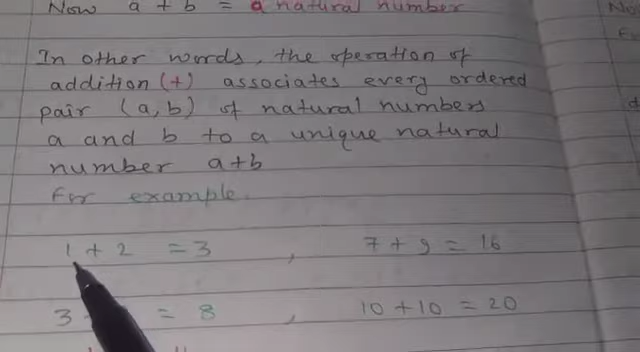 Now a + b = a natural number
In other words, the operation of
addition (+) associates every ordered
pair (a, b) of natural numbers
a and b to a unique natural
number a+b
For example
1 + 2 = 3 , 7 + 9 = 16
3 = 8 , 10 + 10 = 20